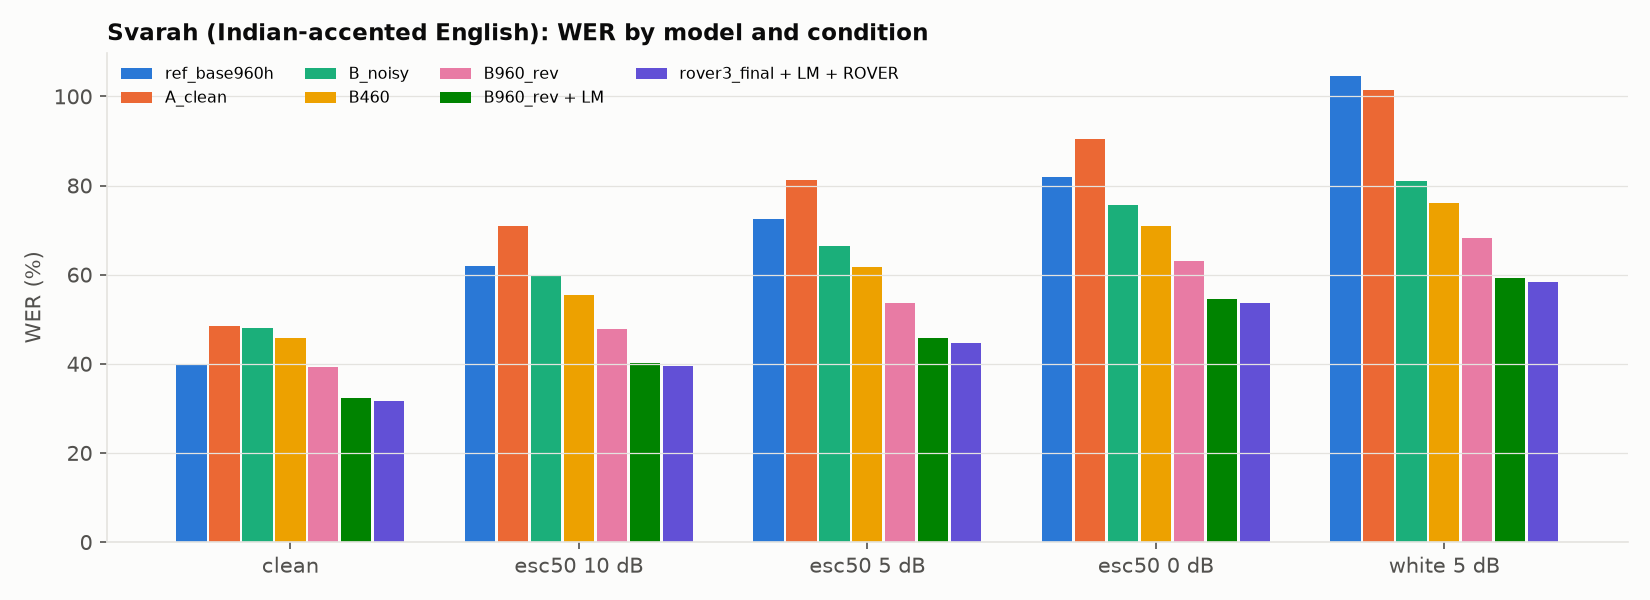 Svarah (Indian-accented English): WER by model and condition
ref_base960h B_noisy B960_rev rover3_final + LM + ROVER
A_clean B460 B960_rev + LM
WER (%)
100
80
60
40
20
0
clean esc50 10 dB esc50 5 dB esc50 0 dB white 5 dB